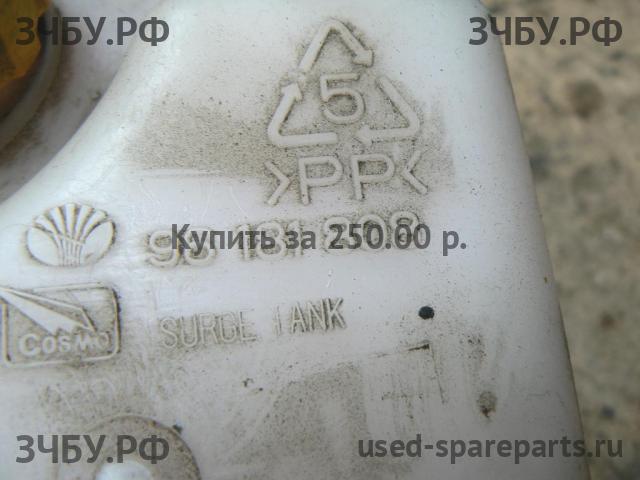 ЗЧБУ.РФ ЗЧБУ.РФ
5
>PP<
Купить за 250.00 р.
COSMO
SURGE TANK
ЗЧБУ.РФ used-spareparts.ru